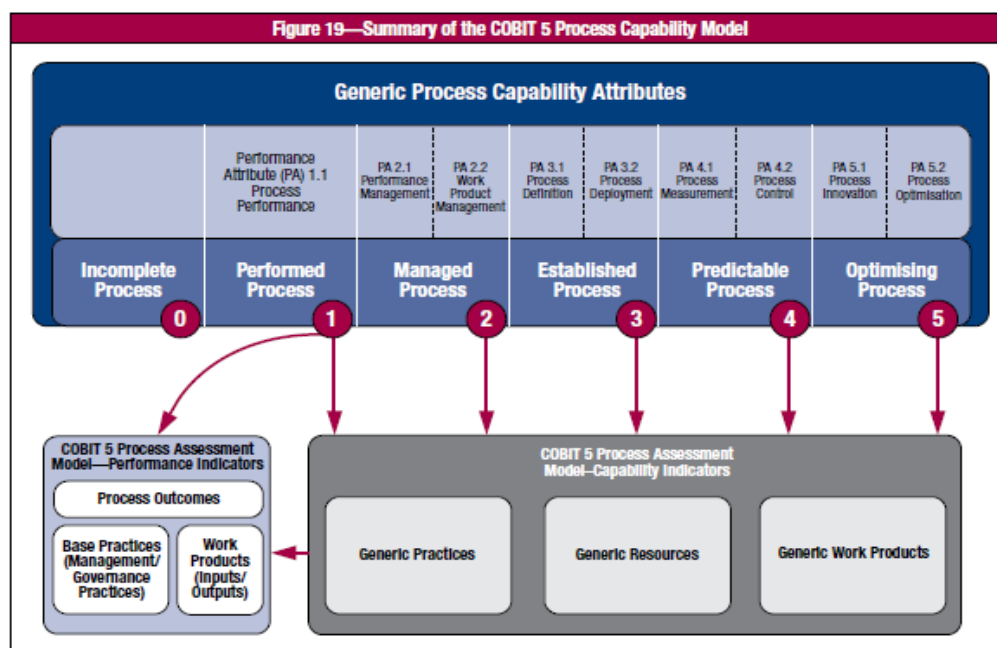 Figure 19—Summary of the COBIT 5 Process Capability Model
Generic Process Capability Attributes
Performance
Attribute (PA) 1.1
Process
Performance
PA 2.1
Performance
Management
PA 2.2
Work
Product
Management
PA 3.1
Process
Definition
PA 3.2
Process
Deployment
PA 4.1
Process
Measurement
PA 4.2
Process
Control
PA 5.1
Process
Innovation
PA 5.2
Process
Optimisation
Incomplete
Process
0
Performed
Process
1
Managed
Process
2
Established
Process
3
Predictable
Process
4
Optimising
Process
5
COBIT 5 Process Assessment
Model—Performance Indicators
Process Outcomes
Base Practices
(Management/
Governance
Practices)
Work
Products
(Inputs/
Outputs)
COBIT 5 Process Assessment
Model–Capability Indicators
Generic Practices
Generic Resources
Generic Work Products